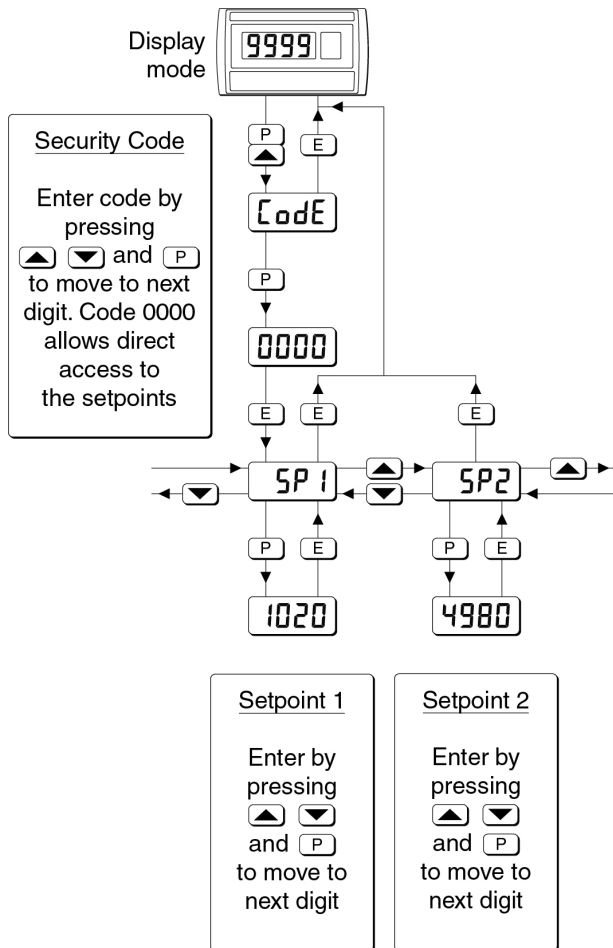 Display
mode
9999
P
E
CodE
P
0000
E
E
E
SP1
SP2
P
E
P
E
1020
4980
Security Code
Enter code by
pressing
and P
to move to next
digit. Code 0000
allows direct
access to
the setpoints
Setpoint 1
Enter by
pressing
and P
to move to
next digit
Setpoint 2
Enter by
pressing
and P
to move to
next digit